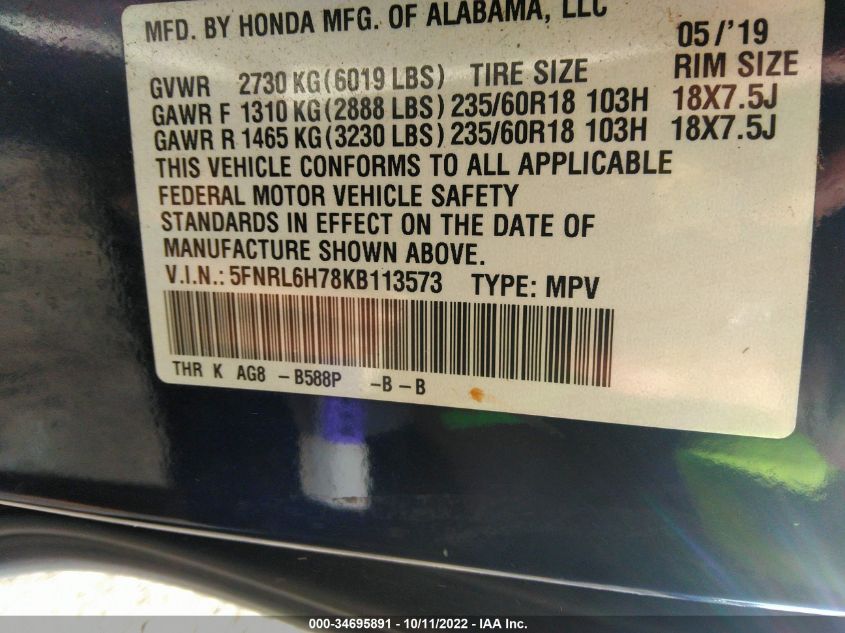 MFD. BY HONDA MFG. OF ALABAMA, LLC 05/'19
GVWR 2730 KG(6019 LBS) TIRE SIZE RIM SIZE
GAWR F 1310 KG(2888 LBS) 235/60R18 103H 18X7.5J
GAWR R 1465 KG(3230 LBS) 235/60R18 103H 18X7.5J
THIS VEHICLE CONFORMS TO ALL APPLICABLE
FEDERAL MOTOR VEHICLE SAFETY
STANDARDS IN EFFECT ON THE DATE OF
MANUFACTURE SHOWN ABOVE.
V.I.N.: 5FNRL6H78KB113573 TYPE: MPV
THR K AG8 -B588P -B-B
000-34695891 - 10/11/2022 - IAA Inc.